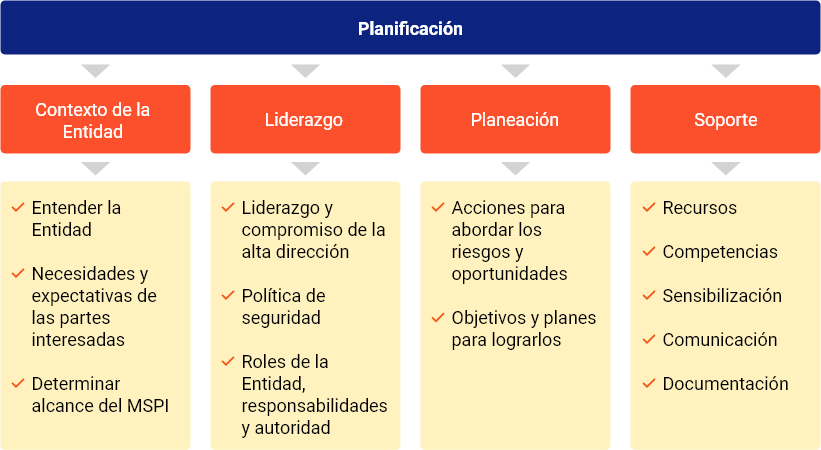 Planificación
Contexto de la
Entidad
Liderazgo
Planeación
Soporte
Entender la
Entidad
Necesidades y
expectativas de
las partes
interesadas
Determinar
alcance del MSPI
Liderazgo y
compromiso de la
alta dirección
Política de
seguridad
Roles de la
Entidad,
responsabilidades
y autoridad
Acciones para
abordar los
riesgos y
oportunidades
Objetivos y planes
para lograrlos
Recursos
Competencias
Sensibilización
Comunicación
Documentación